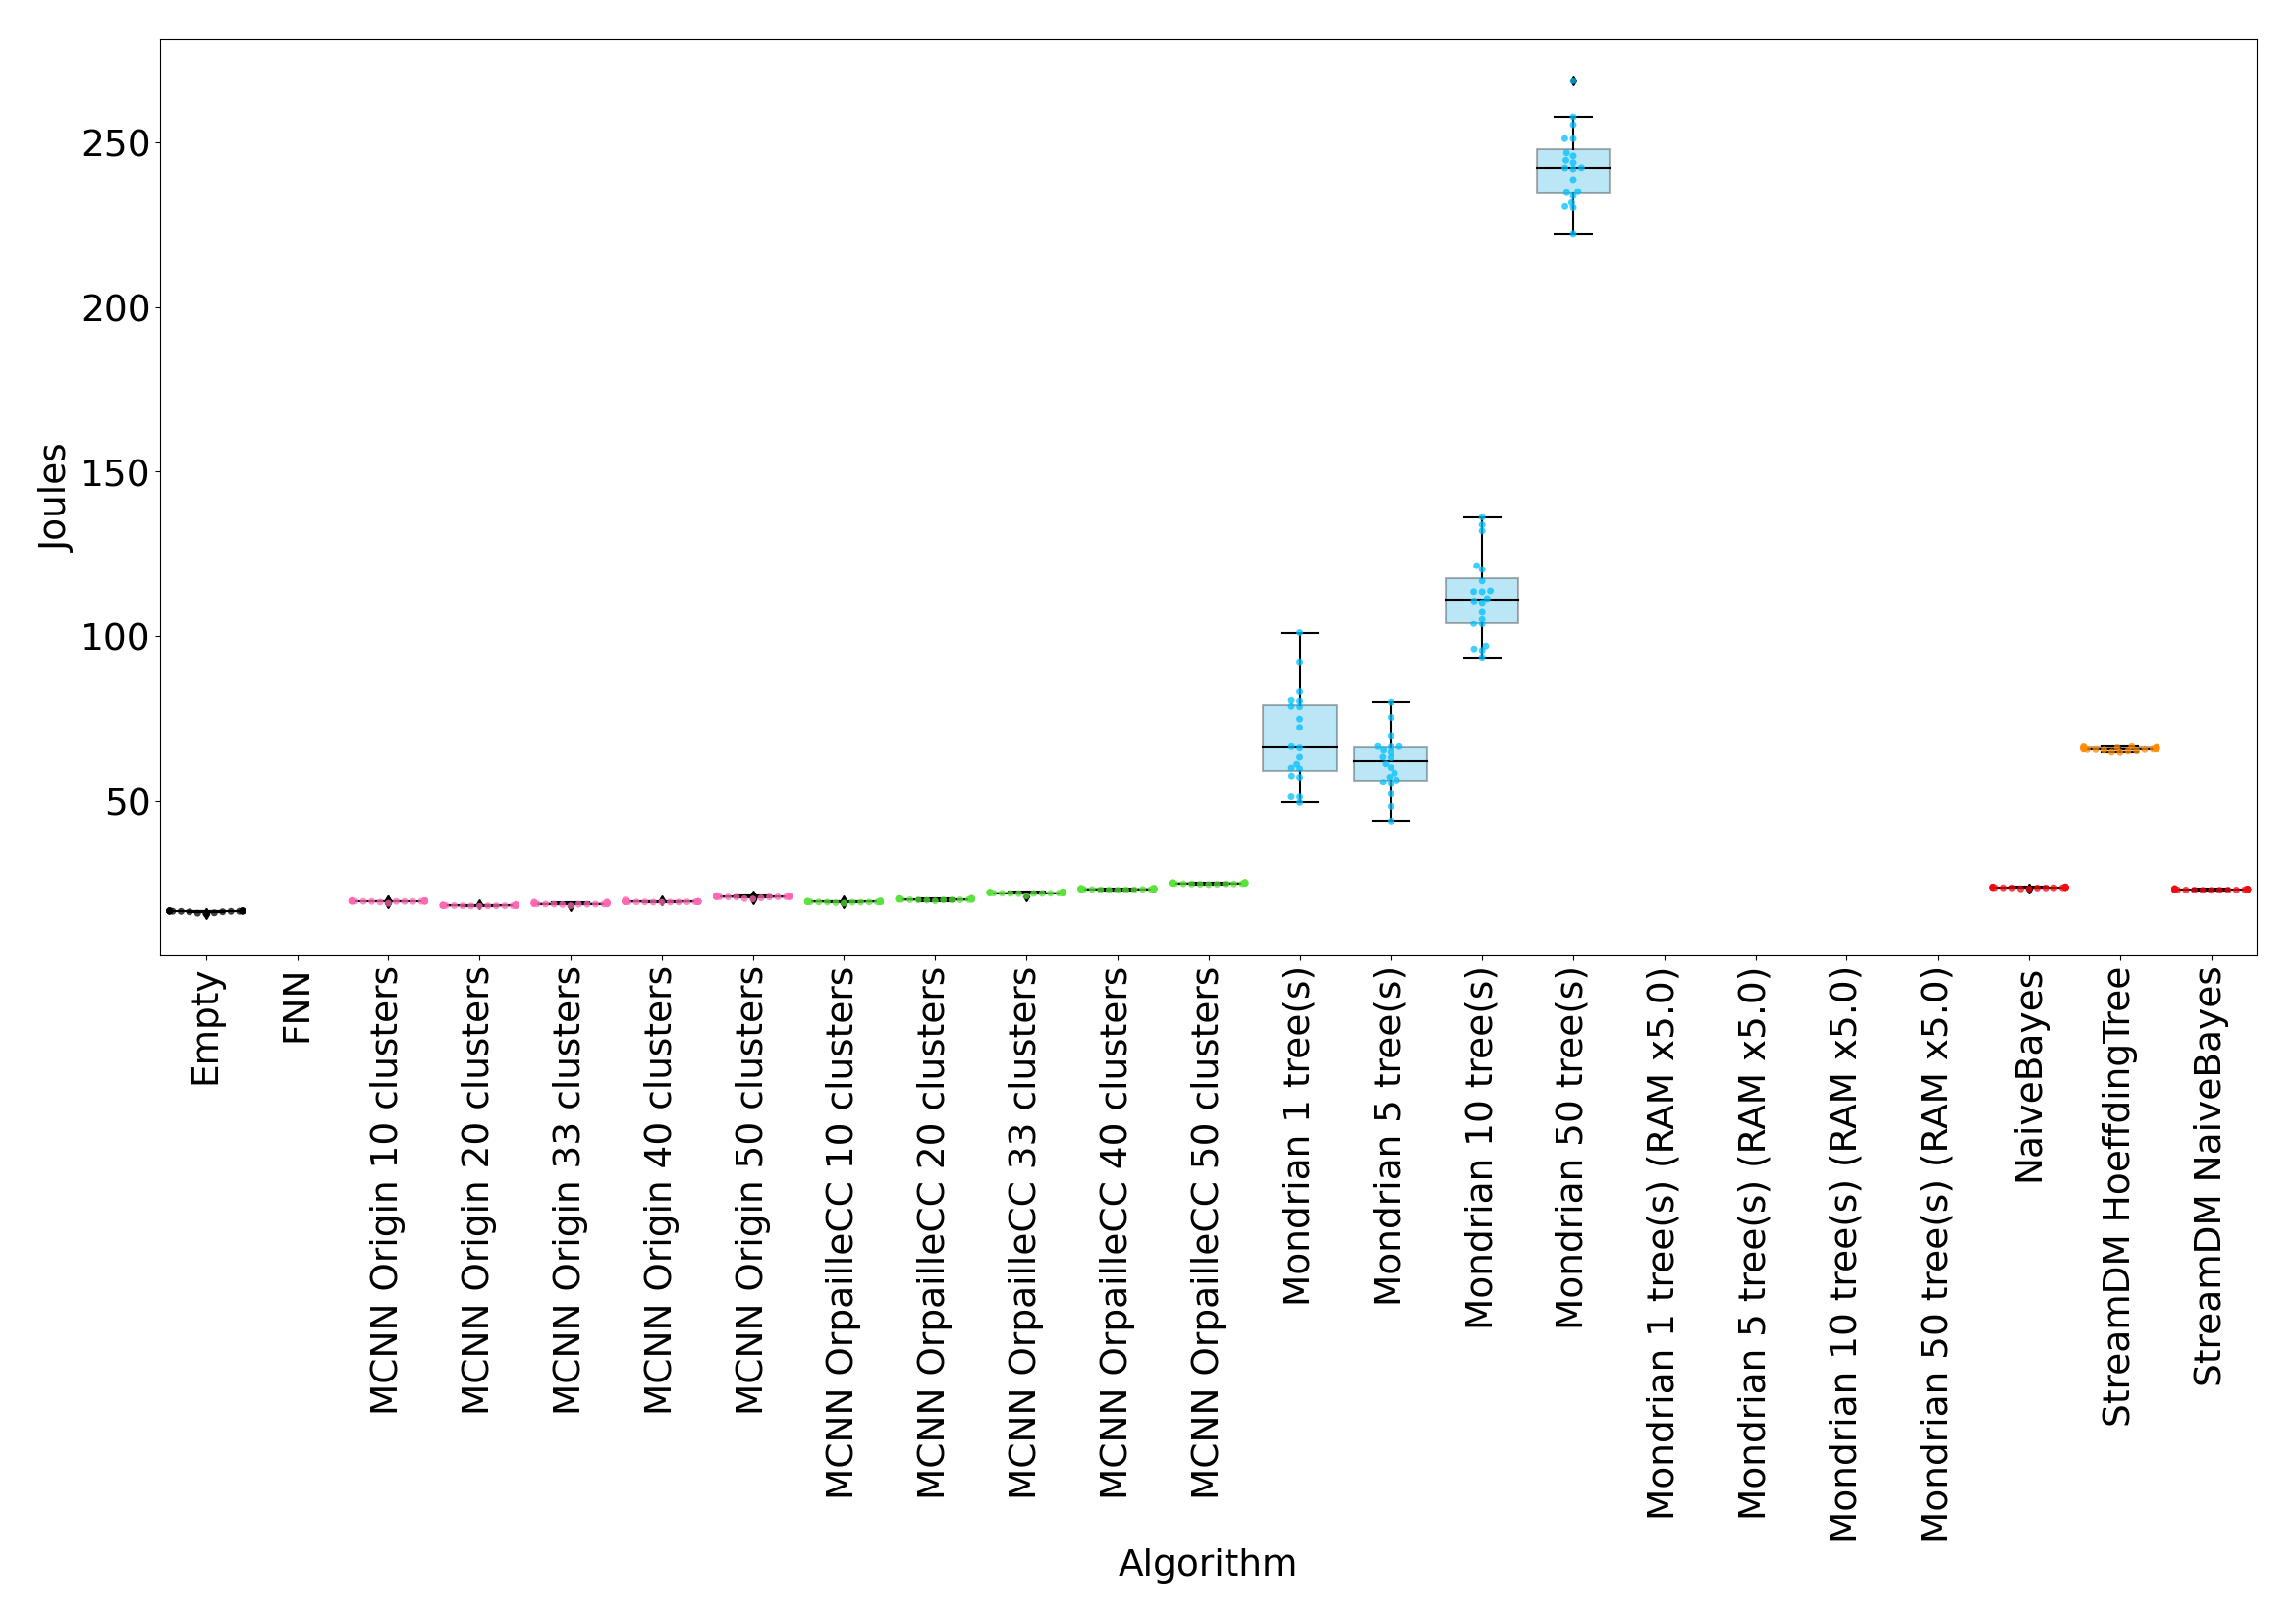 250
200
150
100
50
Joules
Empty
FNN
MCNN Origin 10 clusters
MCNN Origin 20 clusters
MCNN Origin 33 clusters
MCNN Origin 40 clusters
MCNN Origin 50 clusters
MCNN OrpailleCC 10 clusters
MCNN OrpailleCC 20 clusters
MCNN OrpailleCC 33 clusters
MCNN OrpailleCC 40 clusters
MCNN OrpailleCC 50 clusters
Mondrian 1 tree(s)
Mondrian 5 tree(s)
Mondrian 10 tree(s)
Mondrian 50 tree(s)
Mondrian 1 tree(s) (RAM x5.0)
Mondrian 5 tree(s) (RAM x5.0)
Mondrian 10 tree(s) (RAM x5.0)
Mondrian 50 tree(s) (RAM x5.0)
NaiveBayes
StreamDM HoeffdingTree
StreamDM NaiveBayes
Algorithm